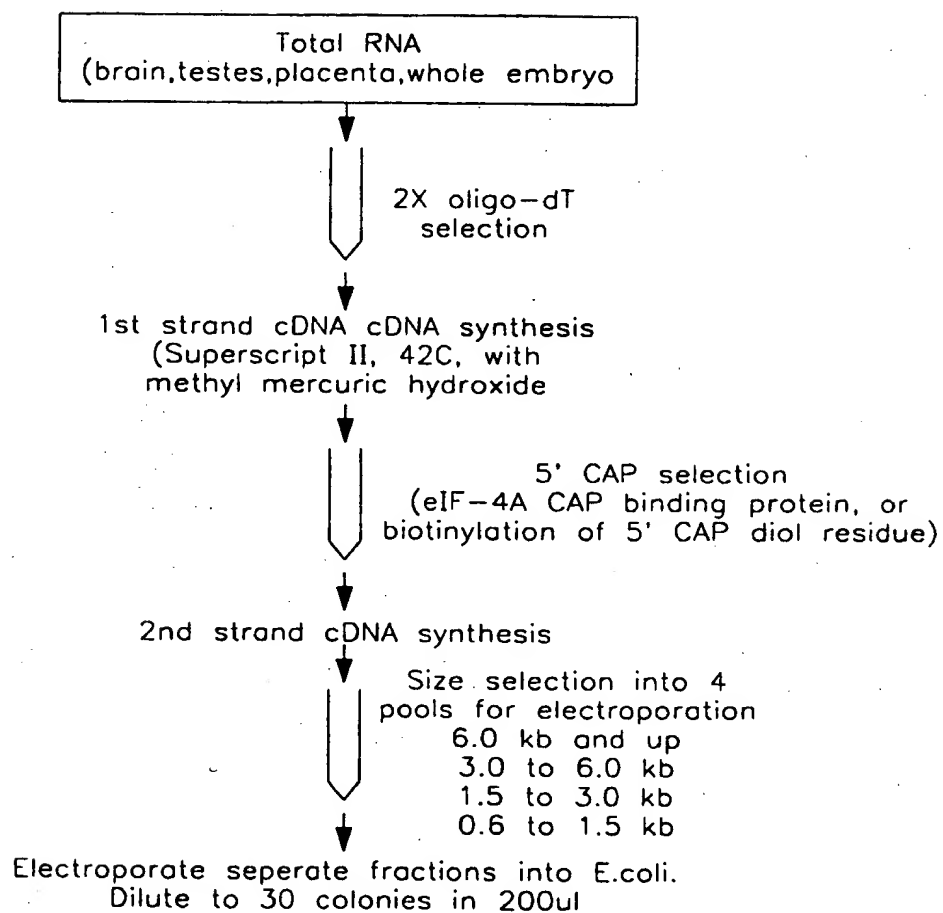 Total RNA
(brain,testes,placenta,whole embryo
2X oligo-dT
selection
1st strand cDNA cDNA synthesis
(Superscript II, 42C, with
methyl mercuric hydroxide
5' CAP selection
(eIF-4A CAP binding protein, or
biotinylation of 5' CAP diol residue)
2nd strand cDNA synthesis
Size selection into 4
pools for electroporation
6.0 kb and up
3.0 to 6.0 kb
1.5 to 3.0 kb
0.6 to 1.5 kb
Electroporate seperate fractions into E.coli.
Dilute to 30 colonies in 200ul